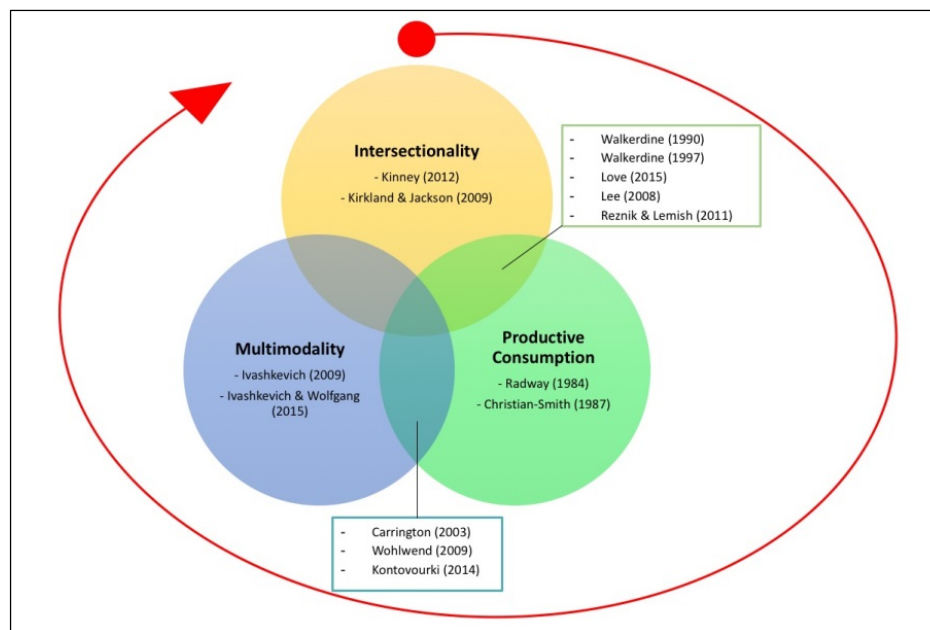 Intersectionality
- Kinney (2012)
- Kirkland & Jackson (2009)
- Walkerdine (1990)
- Walkerdine (1997)
- Love (2015)
- Lee (2008)
- Reznik & Lemish (2011)
Multimodality
- Ivashkevich (2009)
- Ivashkevich & Wolfgang
(2015)
Productive
Consumption
- Radway (1984)
- Christian-Smith (1987)
- Carrington (2003)
- Wohlwend (2009)
- Kontovourki (2014)